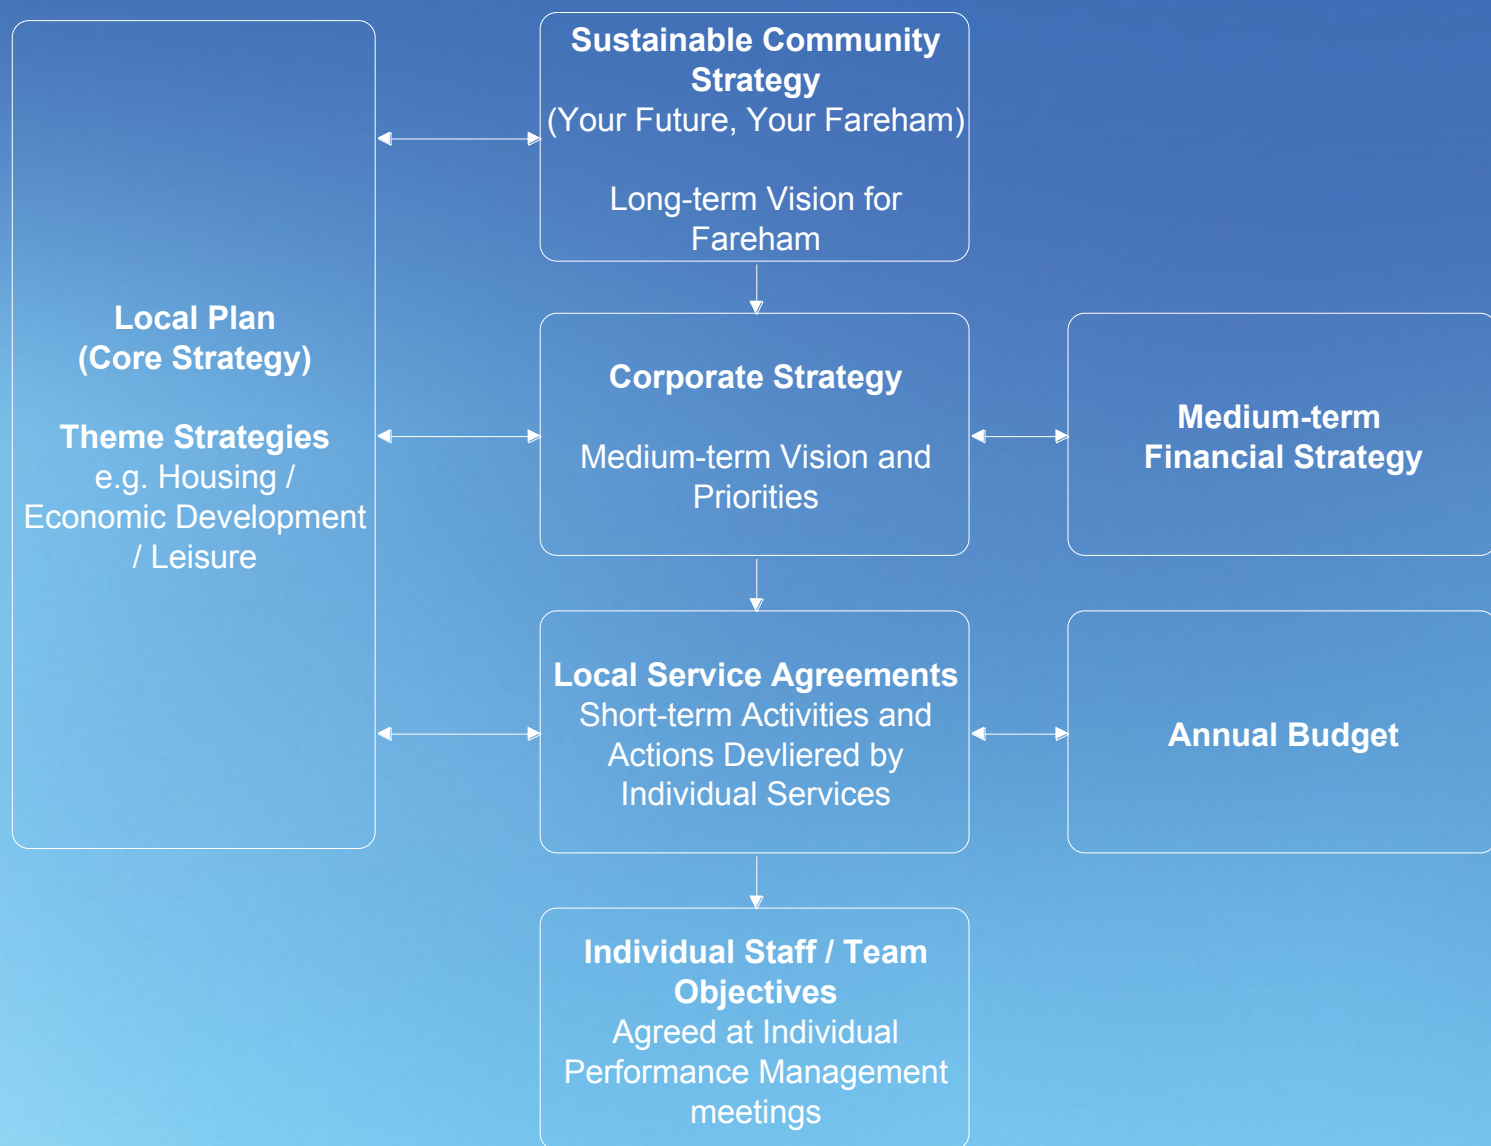 Sustainable Community
Strategy
(Your Future, Your Fareham)
Long-term Vision for
Fareham
Local Plan
(Core Strategy)
Theme Strategies
e.g. Housing /
Economic Development
/ Leisure
Corporate Strategy
Medium-term Vision and
Priorities
Medium-term
Financial Strategy
Local Service Agreements
Short-term Activities and
Actions Devliered by
Individual Services
Annual Budget
Individual Staff / Team
Objectives
Agreed at Individual
Performance Management
meetings